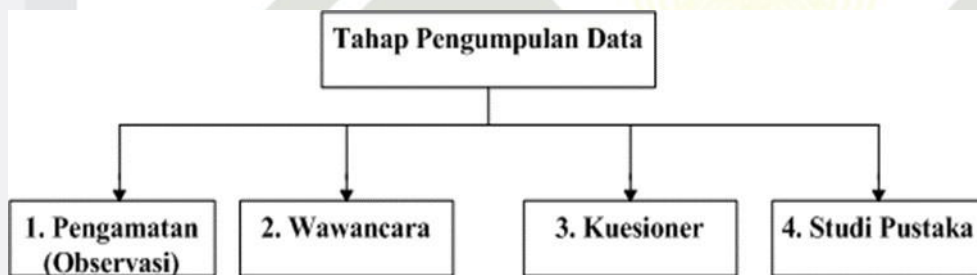 Tahap Pengumpulan Data
1. Pengamatan
(Observasi)
2. Wawancara
3. Kuesioner
4. Studi Pustaka